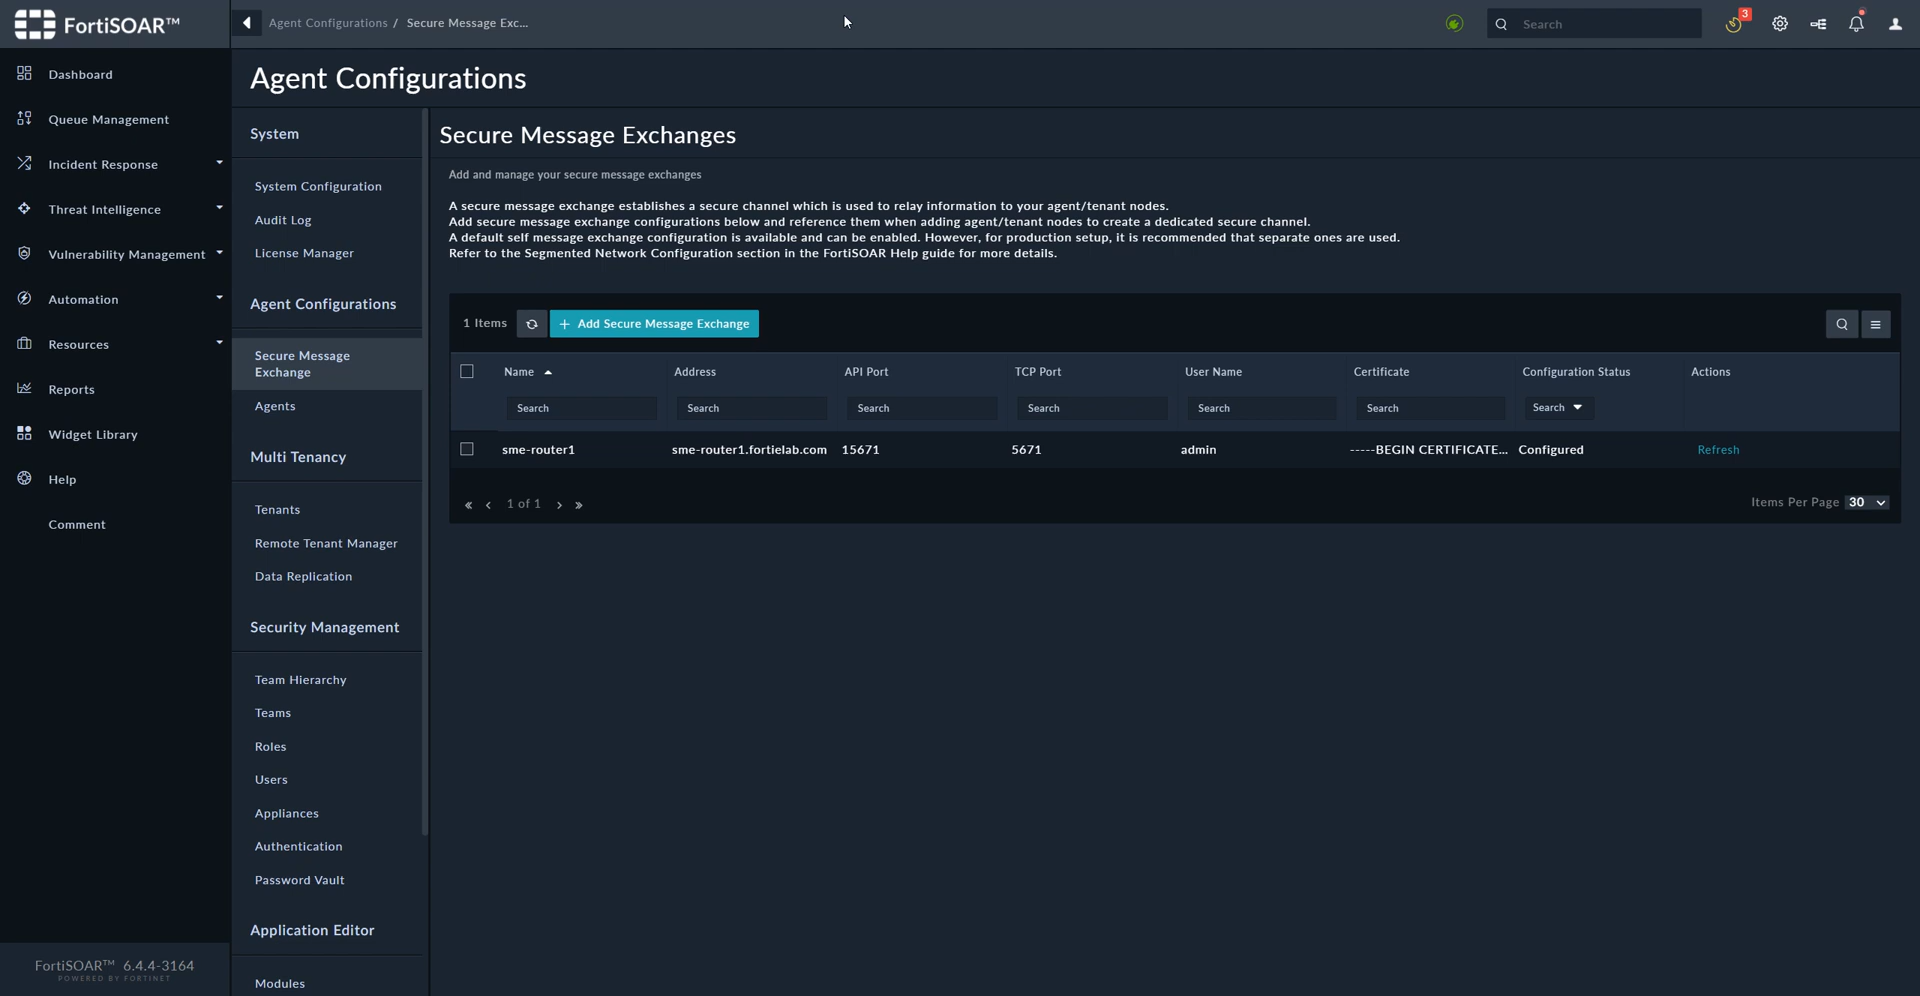 FortiSOAR™
Agent Configurations / Secure Message Exc...
Search
3
Dashboard
Queue Management
Incident Response
Threat Intelligence
Vulnerability Management
Automation
Resources
Reports
Widget Library
Help
Comment
FortiSOAR™ 6.4.4-3164
POWERED BY FORTINET
Agent Configurations
System
System Configuration
Audit Log
License Manager
Agent Configurations
Secure Message
Exchange
Agents
Multi Tenancy
Tenants
Remote Tenant Manager
Data Replication
Security Management
Team Hierarchy
Teams
Roles
Users
Appliances
Authentication
Password Vault
Application Editor
Modules
Secure Message Exchanges
Add and manage your secure message exchanges
A secure message exchange establishes a secure channel which is used to relay information to your agent/tenant nodes.
Add secure message exchange configurations below and reference them when adding agent/tenant nodes to create a dedicated secure channel.
A default self message exchange configuration is available and can be enabled. However, for production setup, it is recommended that separate ones are used.
Refer to the Segmented Network Configuration section in the FortiSOAR Help guide for more details.
1 Items + Add Secure Message Exchange
Name Address API Port TCP Port User Name Certificate Configuration Status Actions
Search Search Search Search Search Search Search
sme-router1 sme-router1.fortielab.com 15671 5671 admin -----BEGIN CERTIFICATE... Configured Refresh
« ‹ 1 of 1 › » Items Per Page 30